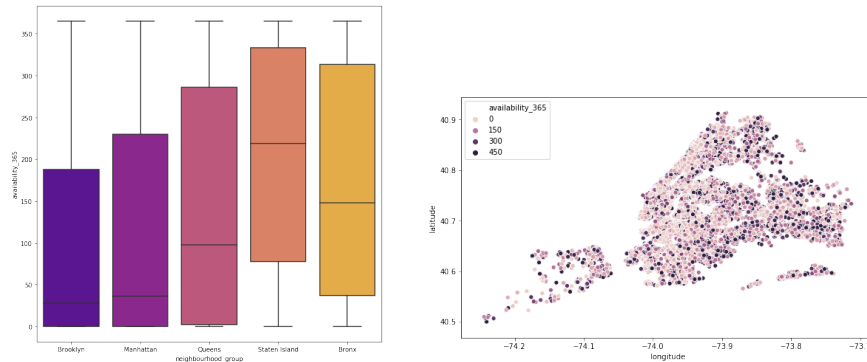 350
300
250
200
150
100
50
0
availability_365
Brooklyn Manhattan Queens Staten Island Bronx
neighbourhood_group
availability_365
0
150
300
450
40.9
40.8
40.7
40.6
40.5
latitude
−74.2 −74.1 −74.0 −73.9 −73.8 −73.
longitude